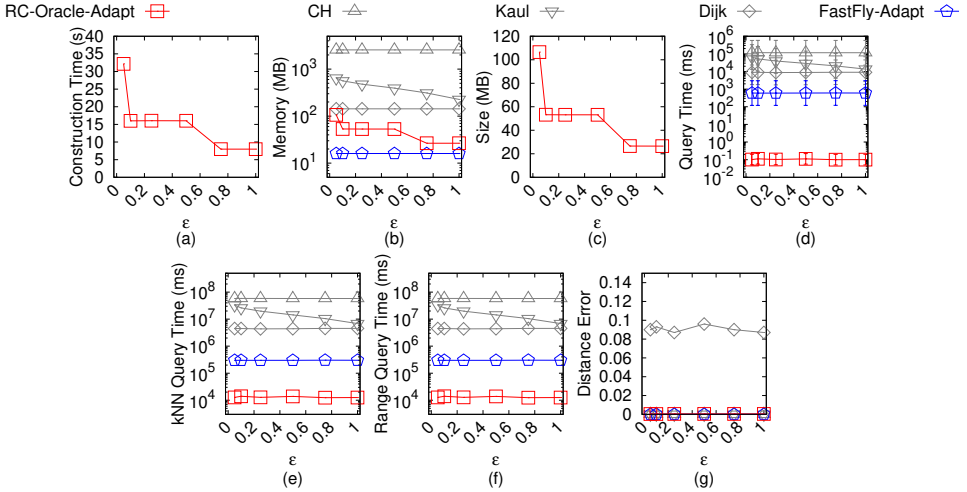 RC-Oracle-Adapt CH Kaul Dijk FastFly-Adapt
Construction Time (s)
40
35
30
25
20
15
10
5
0
0 0.2 0.4 0.6 0.8 1
ε
(a)
Memory (MB)
10^3
10^2
10^1
0 0.2 0.4 0.6 0.8 1
ε
(b)
Size (MB)
120
100
80
60
40
20
0 0.2 0.4 0.6 0.8 1
ε
(c)
Query Time (ms)
10^6
10^5
10^4
10^3
10^2
10^1
10^0
10^-1
10^-2
0 0.2 0.4 0.6 0.8 1
ε
(d)
kNN Query Time (ms)
10^8
10^7
10^6
10^5
10^4
0 0.2 0.4 0.6 0.8 1
ε
(e)
Range Query Time (ms)
10^8
10^7
10^6
10^5
10^4
0 0.2 0.4 0.6 0.8 1
ε
(f)
Distance Error
0.14
0.12
0.1
0.08
0.06
0.04
0.02
0
0 0.2 0.4 0.6 0.8 1
ε
(g)